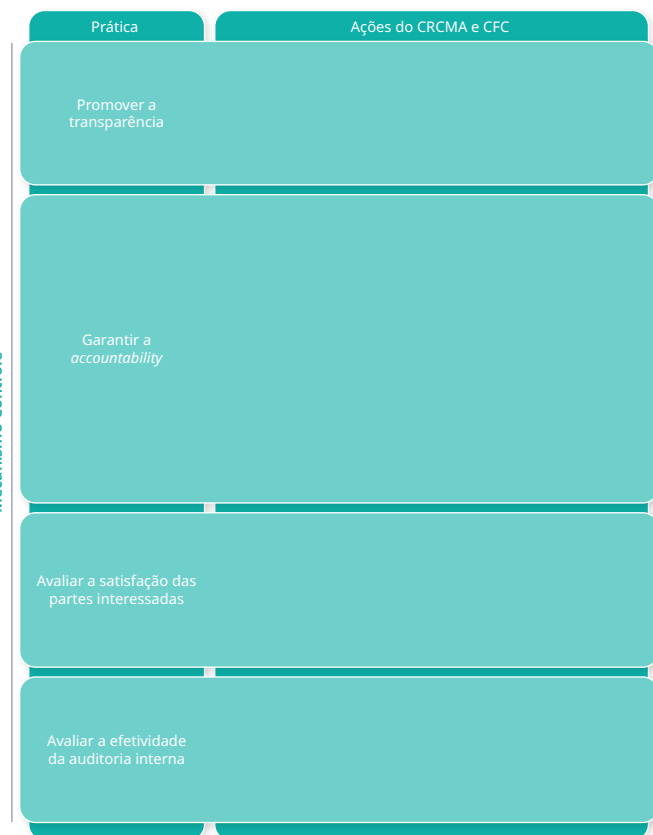 Prática
Ações do CRCMA e CFC
Promover a
transparência
Garantir a
accountability
Avaliar a satisfação das
partes interessadas
Avaliar a efetividade
da auditoria interna